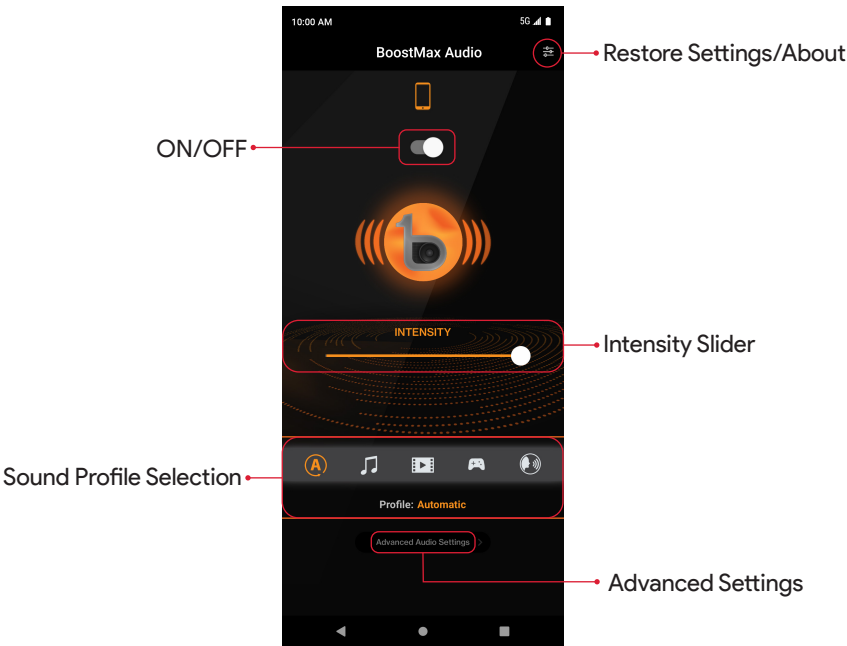 10:00 AM
5G
BoostMax Audio
Restore Settings/About
ON/OFF
b
INTENSITY
Intensity Slider
A
Sound Profile Selection
Profile: Automatic
Advanced Audio Settings
Advanced Settings